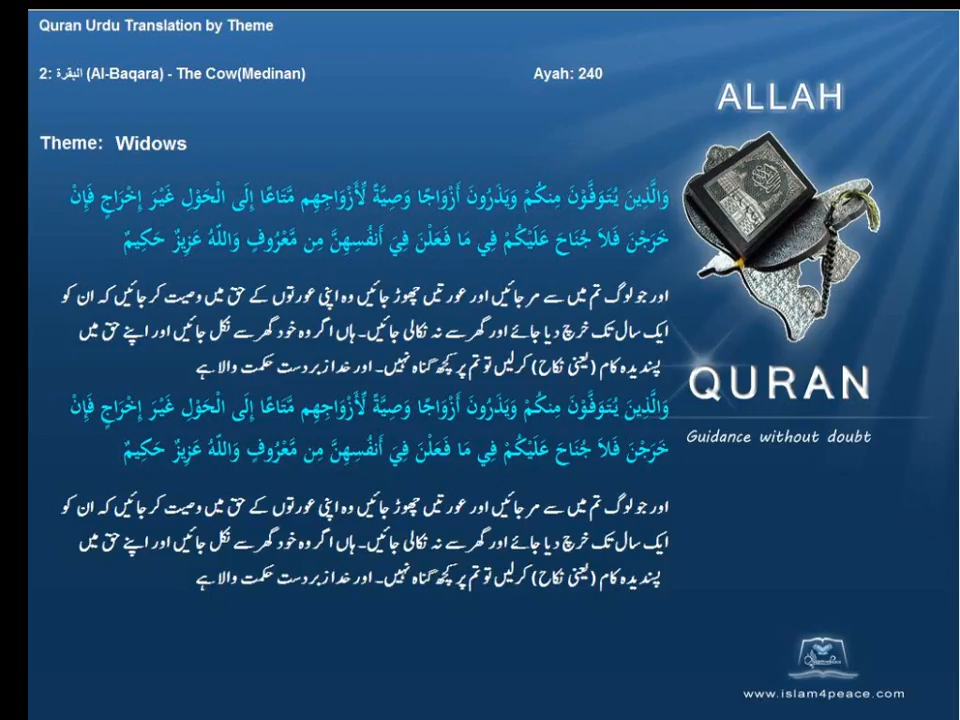 Quran Urdu Translation by Theme
2: البقرة (Al-Baqara) - The Cow(Medinan) Ayah: 240
ALLAH
Theme: Widows
وَالَّذِينَ يُتَوَفَّوْنَ مِنكُمْ وَيَذَرُونَ أَزْوَاجًا وَصِيَّةً لِّأَزْوَاجِهِم مَّتَاعًا إِلَى الْحَوْلِ غَيْرَ إِخْرَاجٍ فَإِنْ
خَرَجْنَ فَلاَ جُنَاحَ عَلَيْكُمْ فِي مَا فَعَلْنَ فِيَ أَنفُسِهِنَّ مِن مَّعْرُوفٍ وَاللّهُ عَزِيزٌ حَكِيمٌ
اور جو لوگ تم میں سے مرجائیں اور عورتیں چھوڑ جائیں وہ اپنی عورتوں کے حق میں وصیت کرجائیں کہ ان کو
ایک سال تک خرچ دیا جائے اور گھر سے نہ نکالی جائیں۔ ہاں اگر وہ خود گھر سے نکل جائیں اور اپنے حق میں
پسندیدہ کام (یعنی نکاح) کرلیں تو تم پر کچھ گناہ نہیں۔ اور خدا زبردست حکمت والا ہے
QURAN
Guidance without doubt
وَالَّذِينَ يُتَوَفَّوْنَ مِنكُمْ وَيَذَرُونَ أَزْوَاجًا وَصِيَّةً لِّأَزْوَاجِهِم مَّتَاعًا إِلَى الْحَوْلِ غَيْرَ إِخْرَاجٍ فَإِنْ
خَرَجْنَ فَلاَ جُنَاحَ عَلَيْكُمْ فِي مَا فَعَلْنَ فِيَ أَنفُسِهِنَّ مِن مَّعْرُوفٍ وَاللّهُ عَزِيزٌ حَكِيمٌ
اور جو لوگ تم میں سے مرجائیں اور عورتیں چھوڑ جائیں وہ اپنی عورتوں کے حق میں وصیت کرجائیں کہ ان کو
ایک سال تک خرچ دیا جائے اور گھر سے نہ نکالی جائیں۔ ہاں اگر وہ خود گھر سے نکل جائیں اور اپنے حق میں
پسندیدہ کام (یعنی نکاح) کرلیں تو تم پر کچھ گناہ نہیں۔ اور خدا زبردست حکمت والا ہے
www.islam4peace.com